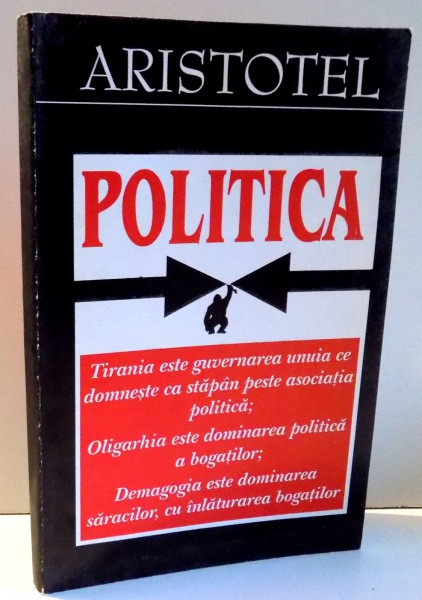 ARISTOTEL
POLITICA
Tirania este guvernarea unuia ce
domnește ca stăpân peste asociația
politică;
Oligarhia este dominarea politică
a bogaților;
Demagogia este dominarea
săracilor, cu înlăturarea bogaților